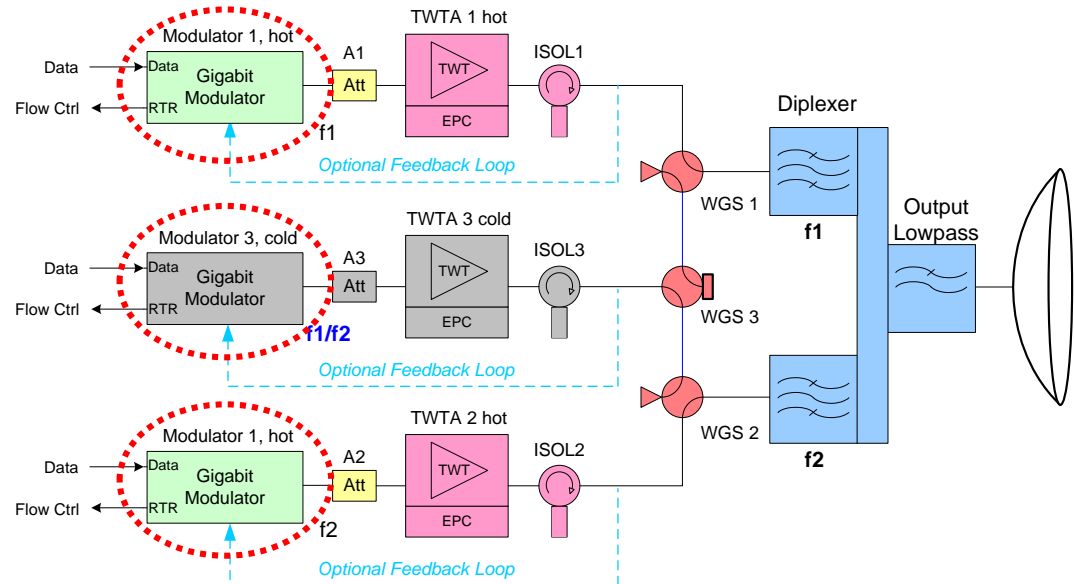 Modulator 1, hot
Data
Flow Ctrl
Data
RTR
Gigabit
Modulator
f1
A1
Att
TWTA 1 hot
TWT
EPC
ISOL1
Optional Feedback Loop
WGS 1
Diplexer
f1
Modulator 3, cold
Data
Flow Ctrl
Data
RTR
Gigabit
Modulator
f1/f2
A3
Att
TWTA 3 cold
TWT
EPC
ISOL3
Optional Feedback Loop
WGS 3
Output
Lowpass
Modulator 1, hot
Data
Flow Ctrl
Data
RTR
Gigabit
Modulator
f2
A2
Att
TWTA 2 hot
TWT
EPC
ISOL2
Optional Feedback Loop
WGS 2
f2